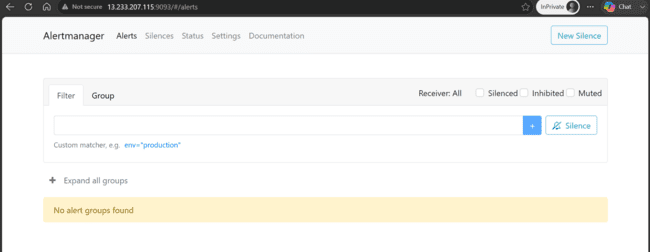 Not secure 13.233.207.115:9093/#/alerts InPrivate Chat
Alertmanager Alerts Silences Status Settings Documentation New Silence
Filter Group Receiver: All Silenced Inhibited Muted
+ Silence
Custom matcher, e.g. env="production"
+ Expand all groups
No alert groups found